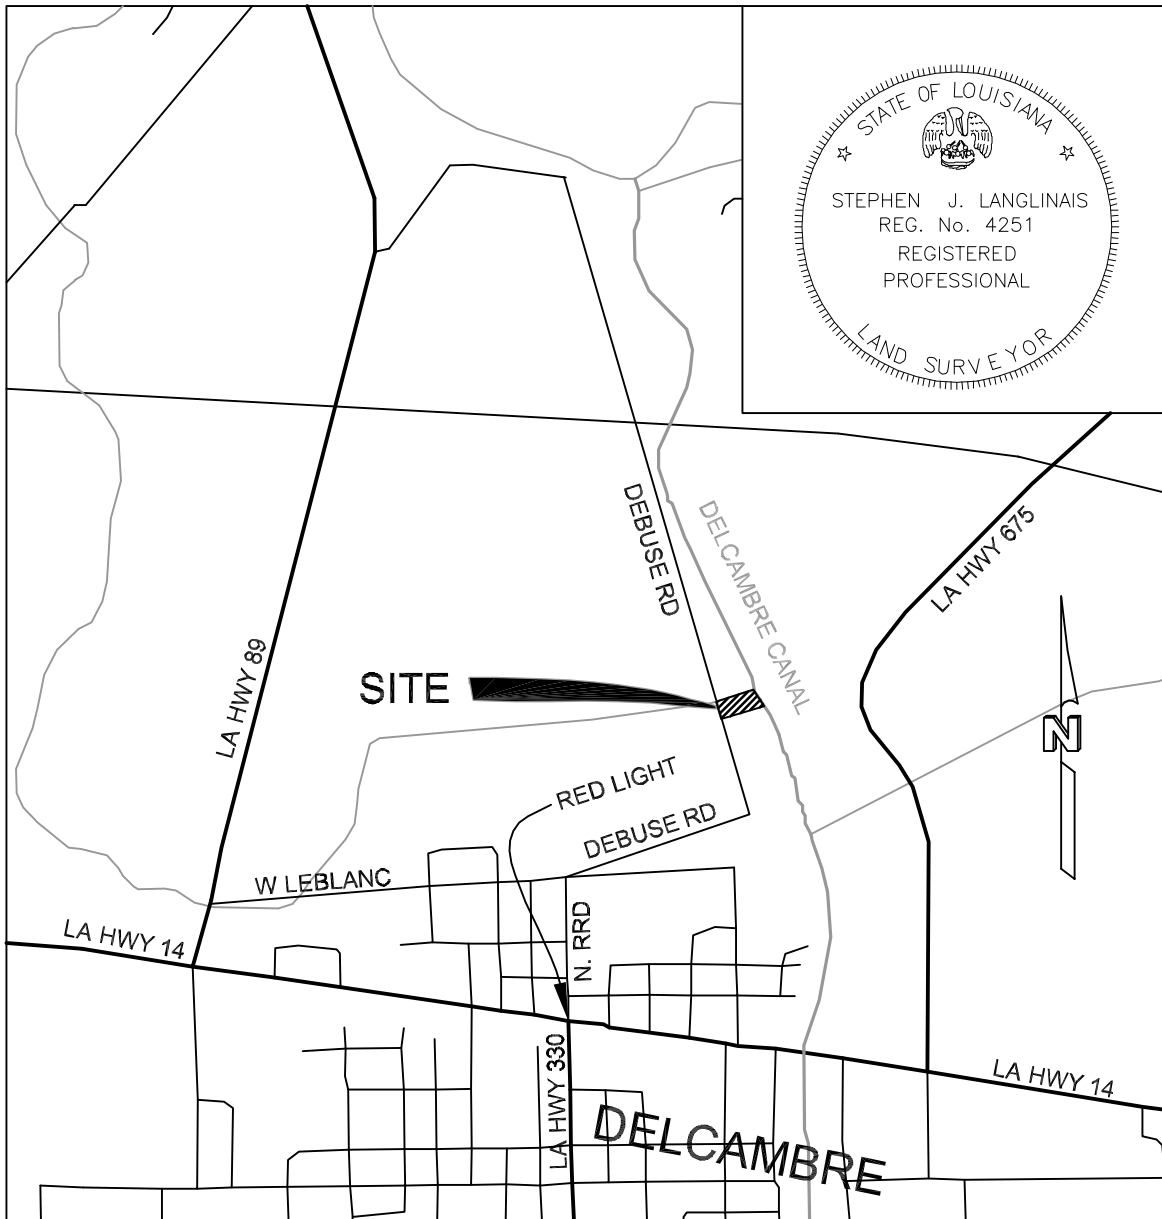 STATE OF LOUISIANA
STEPHEN J. LANGLINAIS
REG. No. 4251
REGISTERED
PROFESSIONAL
LAND SURVEYOR
DEBUSE RD
DELCAMBRE CANAL
LA HWY 675
LA HWY 89
SITE
N
RED LIGHT
DEBUSE RD
W LEBLANC
LA HWY 14
N. RRD
LA HWY 330
LA HWY 14
DELCAMBRE